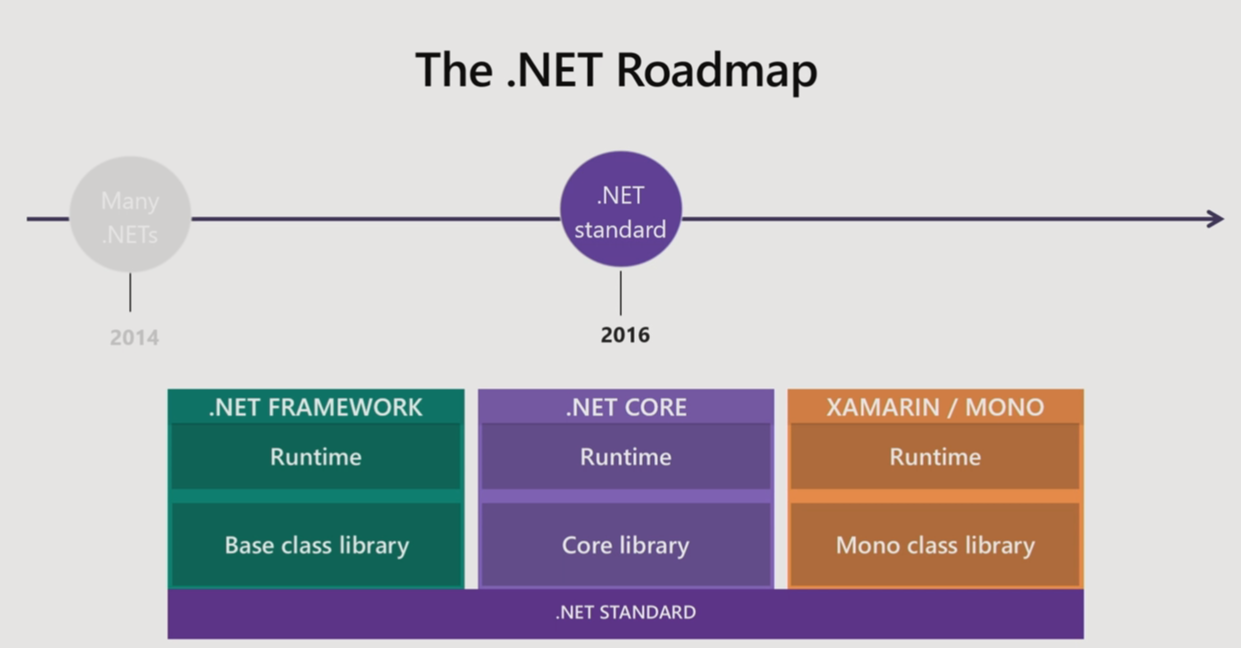 The .NET Roadmap
Many
.NETs
.NET
standard
2014
2016
.NET FRAMEWORK
Runtime
Base class library
.NET CORE
Runtime
Core library
XAMARIN / MONO
Runtime
Mono class library
.NET STANDARD